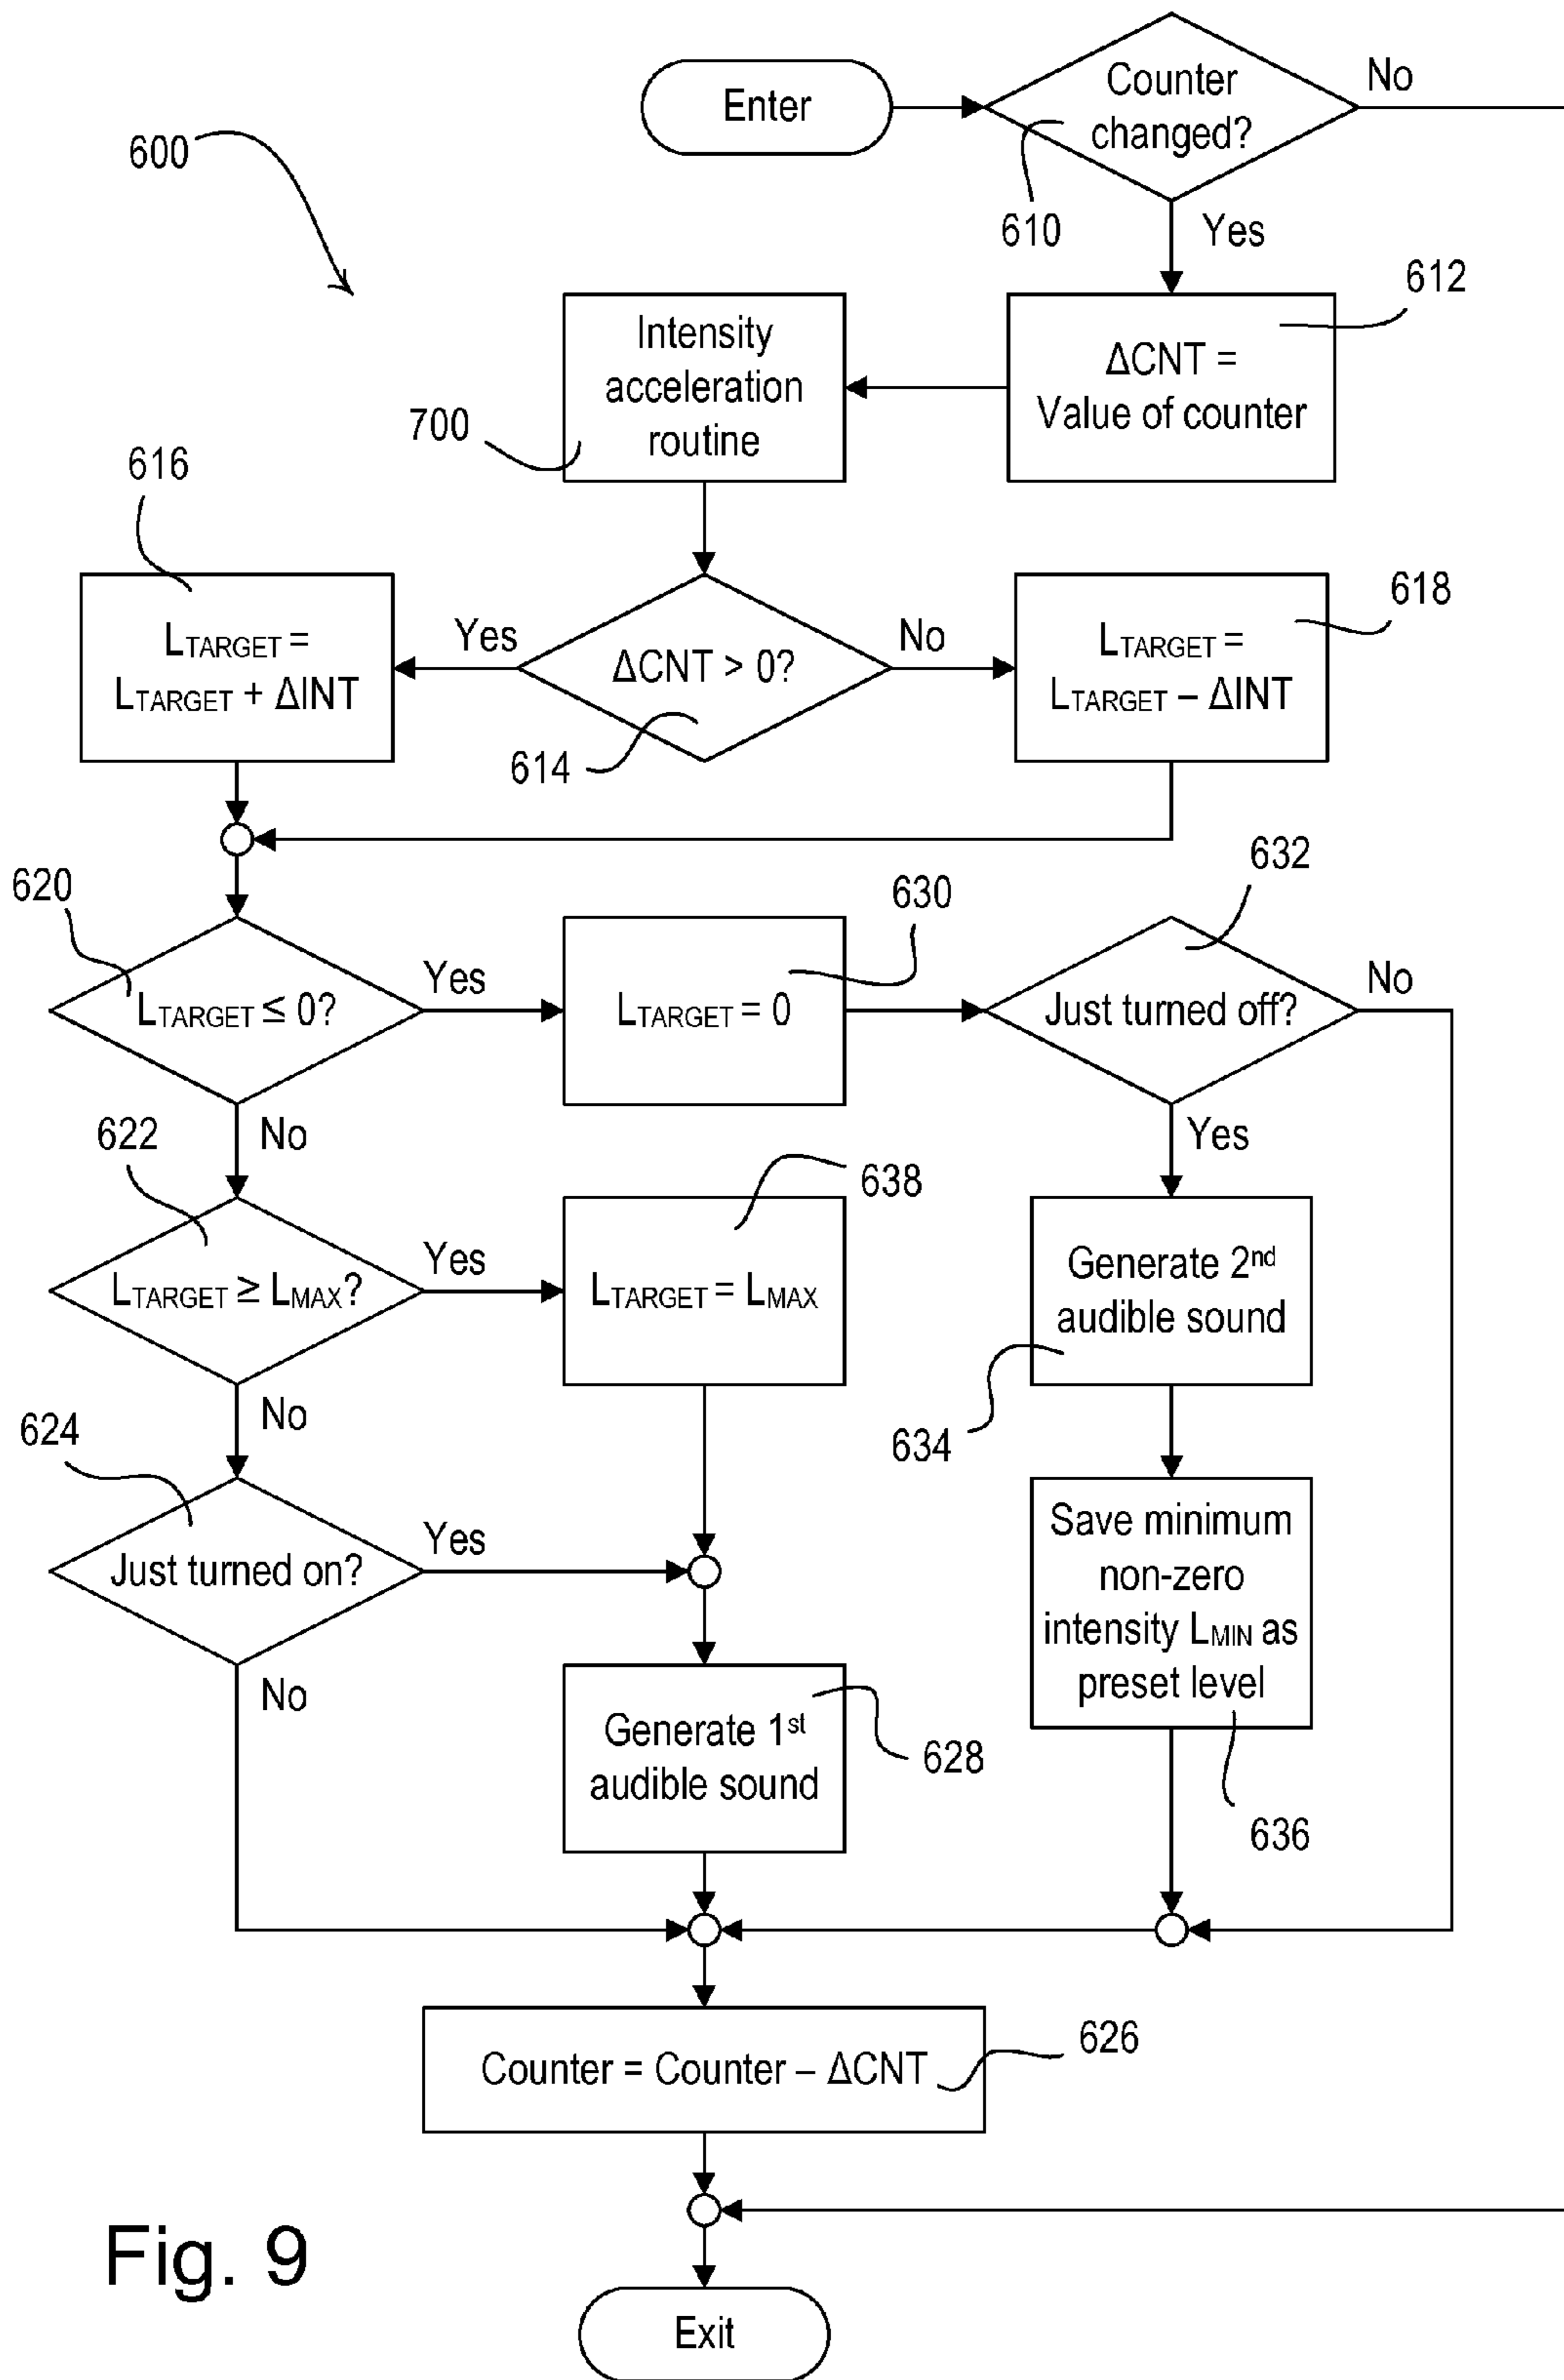 Enter
Counter
changed?
No
600
610
Yes
612
Intensity
acceleration
routine
ΔCNT =
Value of counter
700
616
618
LTARGET =
LTARGET + ΔINT
Yes
ΔCNT > 0?
No
LTARGET =
LTARGET – ΔINT
614
632
620
630
LTARGET ≤ 0?
Yes
LTARGET = 0
Just turned off?
No
622
No
Yes
638
LTARGET ≥ LMAX?
Yes
LTARGET = LMAX
Generate 2nd
audible sound
624
No
634
Just turned on?
Yes
Save minimum
non-zero
intensity LMIN as
preset level
No
Generate 1st
audible sound
628
636
Counter = Counter – ΔCNT
626
Fig. 9
Exit